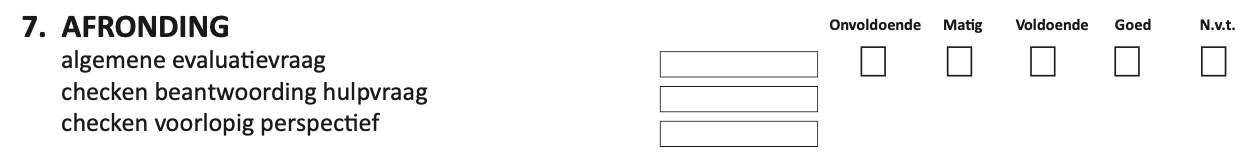 7. AFRONDING Onvoldoende Matig Voldoende Goed N.v.t.
algemene evaluatievraag
checken beantwoording hulpvraag
checken voorlopig perspectief